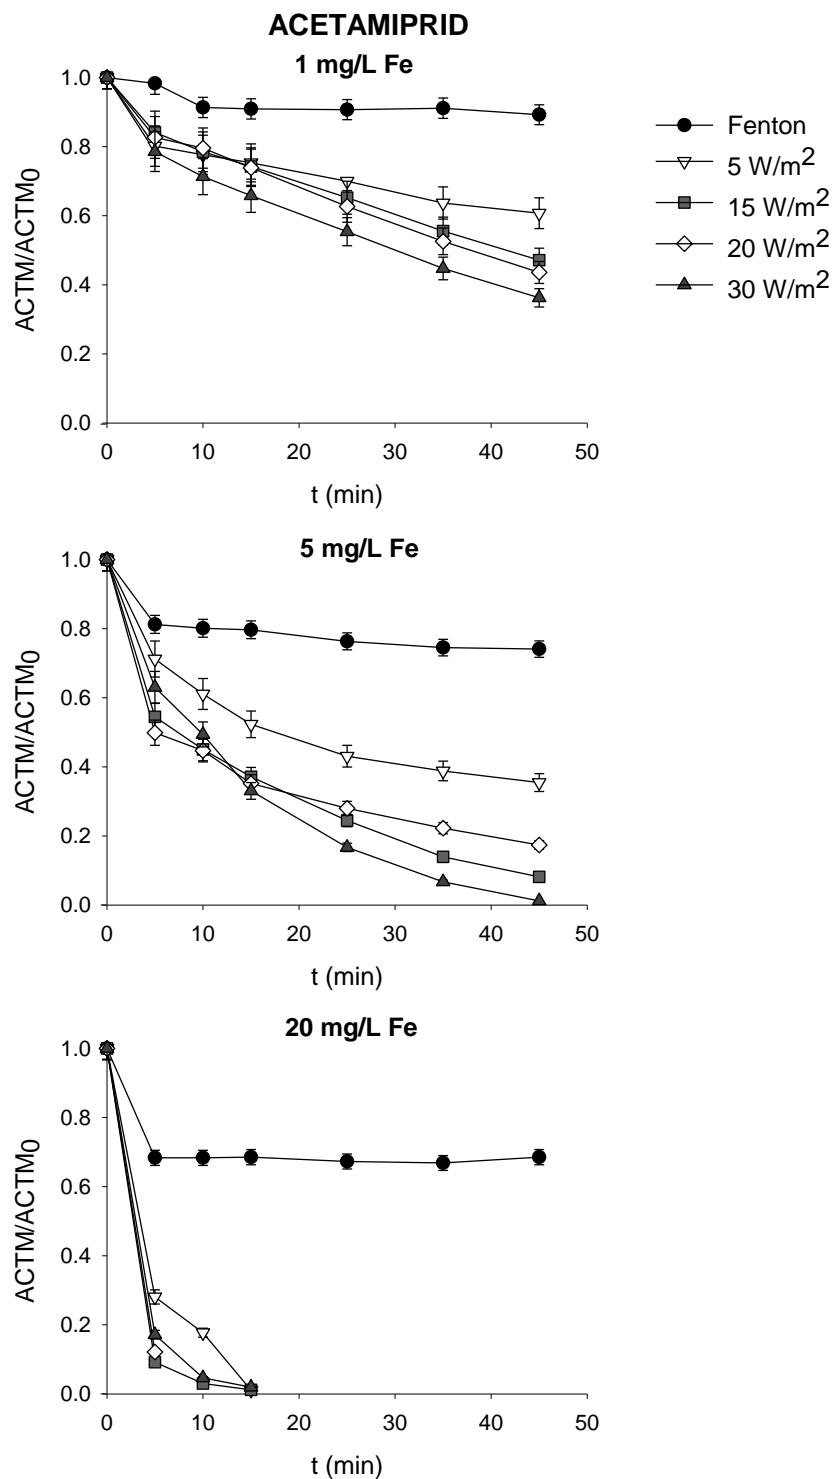 ACETAMIPRID
1 mg/L Fe
1.0
0.8
0.6
0.4
0.2
0.0
ACTM/ACTM0
0 10 20 30 40 50
t (min)
Fenton
5 W/m2
15 W/m2
20 W/m2
30 W/m2
5 mg/L Fe
1.0
0.8
0.6
0.4
0.2
0.0
ACTM/ACTM0
0 10 20 30 40 50
t (min)
20 mg/L Fe
1.0
0.8
0.6
0.4
0.2
0.0
ACTM/ACTM0
0 10 20 30 40 50
t (min)